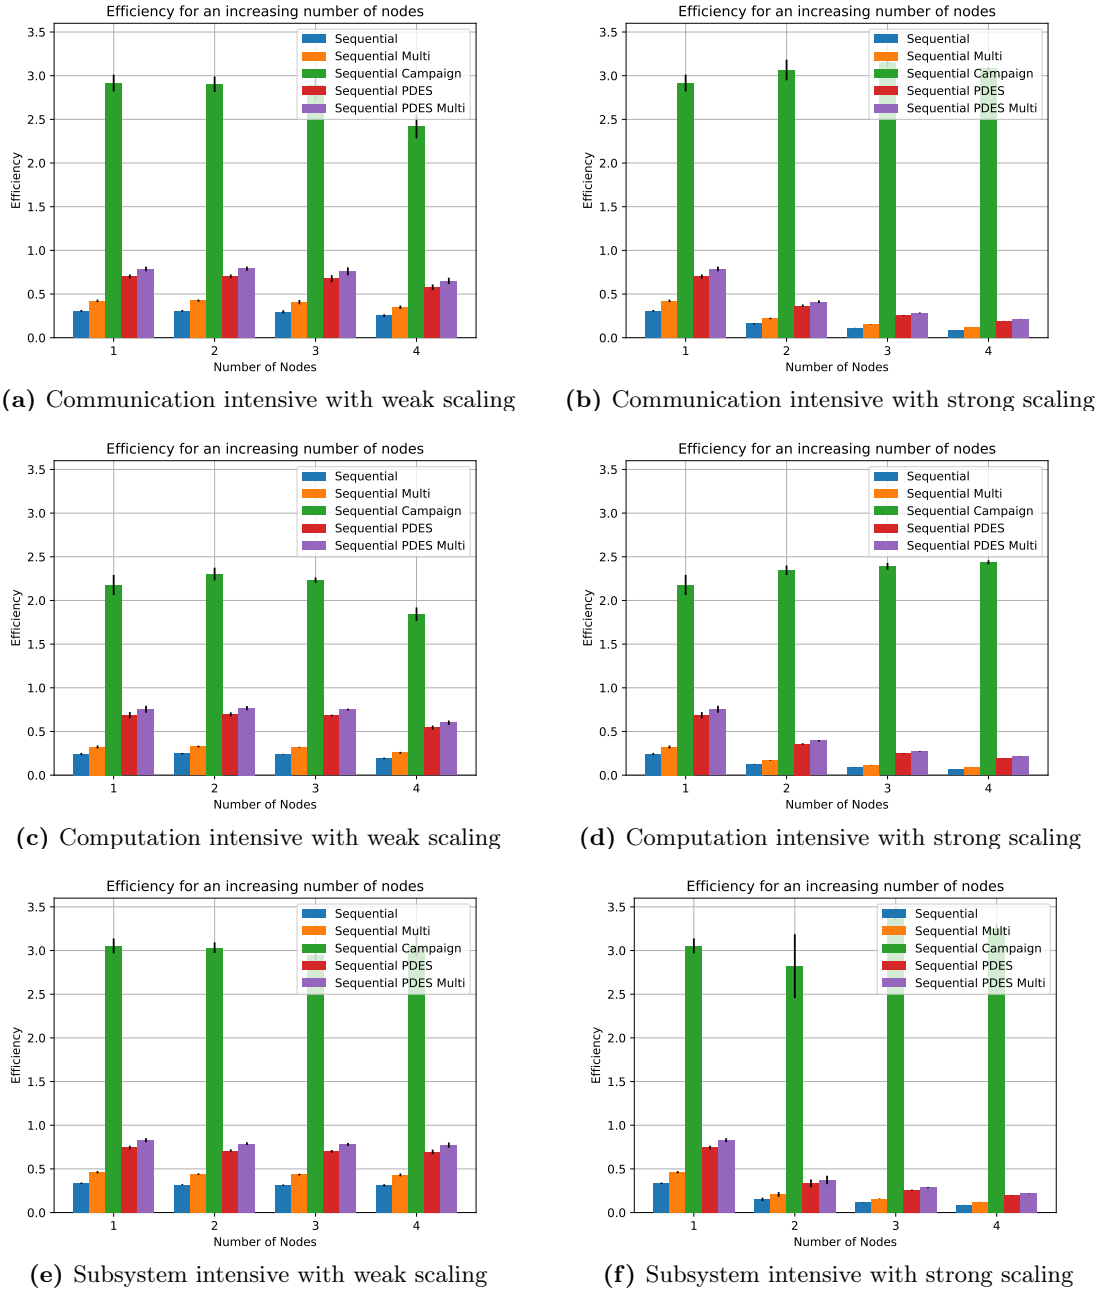 Efficiency for an increasing number of nodes
3.5
3.0
2.5
2.0
1.5
1.0
0.5
0.0
Efficiency
Sequential
Sequential Multi
Sequential Campaign
Sequential PDES
Sequential PDES Multi
1 2 3 4
Number of Nodes
(a) Communication intensive with weak scaling
Efficiency for an increasing number of nodes
3.5
3.0
2.5
2.0
1.5
1.0
0.5
0.0
Efficiency
Sequential
Sequential Multi
Sequential Campaign
Sequential PDES
Sequential PDES Multi
1 2 3 4
Number of Nodes
(b) Communication intensive with strong scaling
Efficiency for an increasing number of nodes
3.5
3.0
2.5
2.0
1.5
1.0
0.5
0.0
Efficiency
Sequential
Sequential Multi
Sequential Campaign
Sequential PDES
Sequential PDES Multi
1 2 3 4
Number of Nodes
(c) Computation intensive with weak scaling
Efficiency for an increasing number of nodes
3.5
3.0
2.5
2.0
1.5
1.0
0.5
0.0
Efficiency
Sequential
Sequential Multi
Sequential Campaign
Sequential PDES
Sequential PDES Multi
1 2 3 4
Number of Nodes
(d) Computation intensive with strong scaling
Efficiency for an increasing number of nodes
3.5
3.0
2.5
2.0
1.5
1.0
0.5
0.0
Efficiency
Sequential
Sequential Multi
Sequential Campaign
Sequential PDES
Sequential PDES Multi
1 2 3 4
Number of Nodes
(e) Subsystem intensive with weak scaling
Efficiency for an increasing number of nodes
3.5
3.0
2.5
2.0
1.5
1.0
0.5
0.0
Efficiency
Sequential
Sequential Multi
Sequential Campaign
Sequential PDES
Sequential PDES Multi
1 2 3 4
Number of Nodes
(f) Subsystem intensive with strong scaling